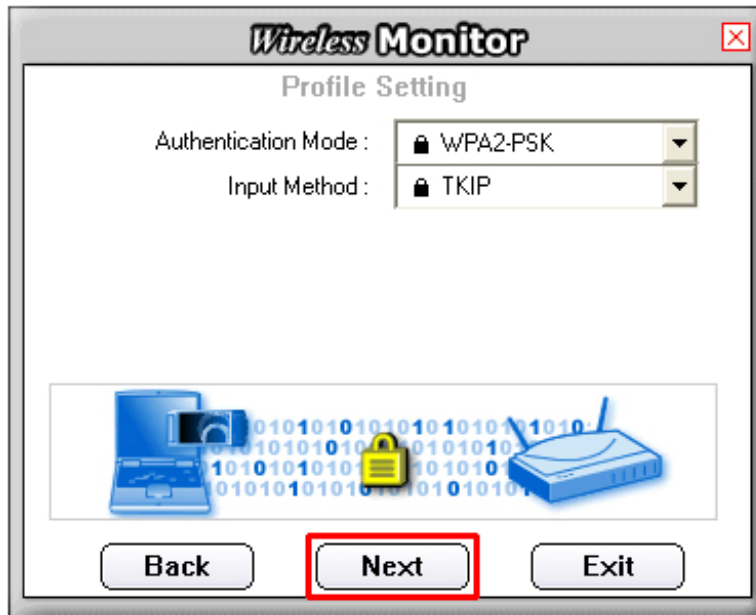 Wireless Monitor
Profile Setting
Authentication Mode : WPA2-PSK
Input Method : TKIP
Back Next Exit